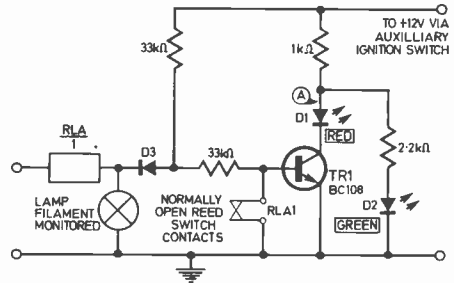 TO +12V VIA
AUXILLIARY
IGNITION SWITCH
33kΩ
1kΩ
A
D1
RED
RLA
1
D3
33kΩ
2·2kΩ
TR1
BC108
LAMP
FILAMENT
MONITORED
NORMALLY
OPEN REED
SWITCH
CONTACTS
RLA1
D2
GREEN